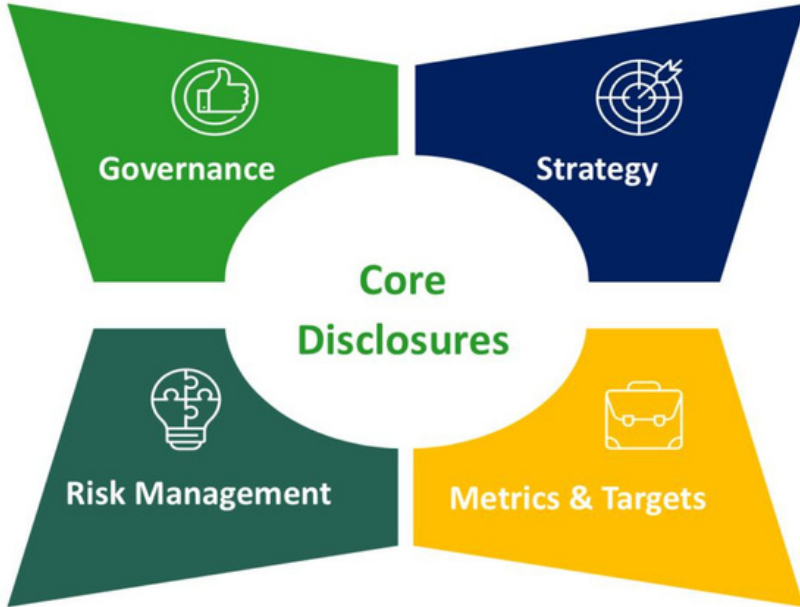 Governance
Strategy
Core
Disclosures
Risk Management
Metrics & Targets